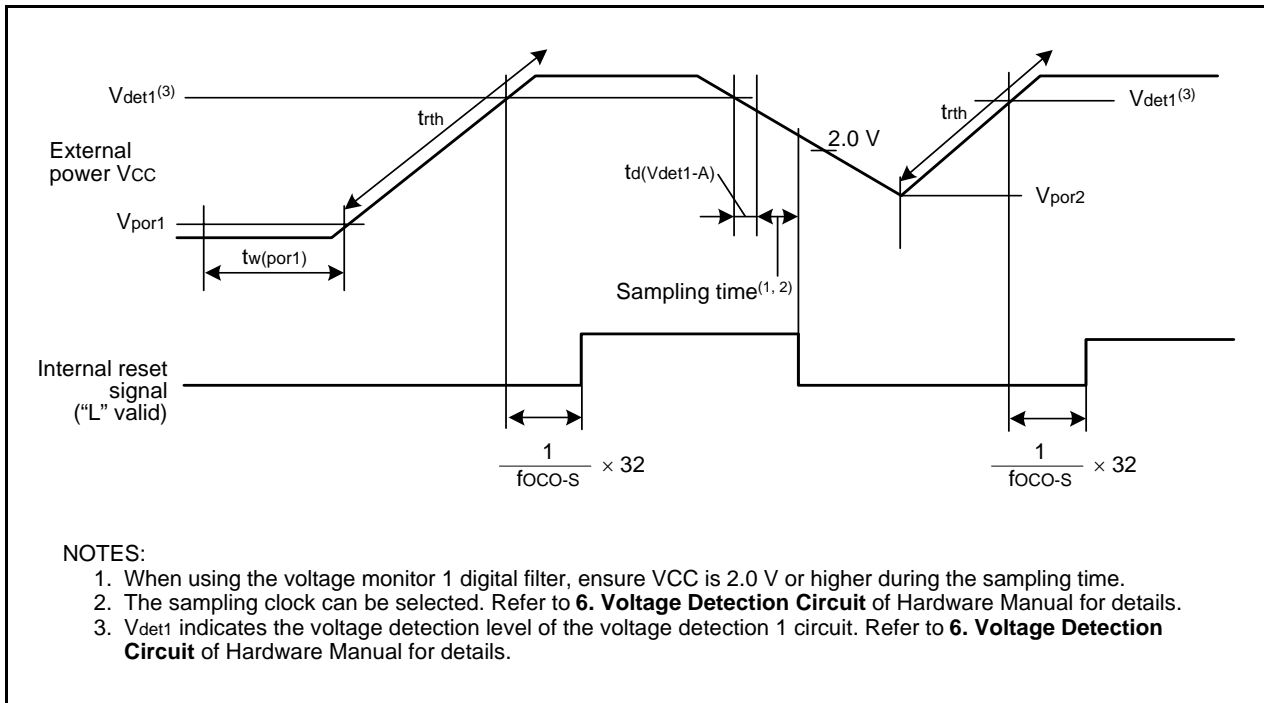 Vdet1(3)
trth
External
power VCC
Vpor1
tw(por1)
td(Vdet1-A)
Sampling time(1, 2)
2.0 V
trth
Vdet1(3)
Vpor2
Internal reset
signal
(“L” valid)
1
fOCO-S
× 32
1
fOCO-S
× 32
NOTES:
1. When using the voltage monitor 1 digital filter, ensure VCC is 2.0 V or higher during the sampling time.
2. The sampling clock can be selected. Refer to 6. Voltage Detection Circuit of Hardware Manual for details.
3. Vdet1 indicates the voltage detection level of the voltage detection 1 circuit. Refer to 6. Voltage Detection
Circuit of Hardware Manual for details.